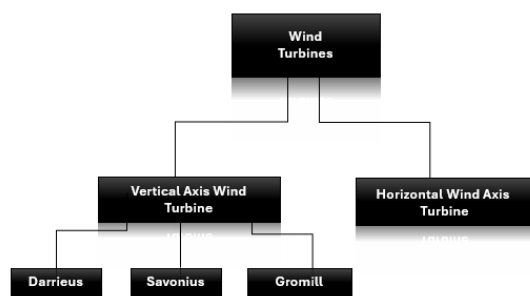 Wind
Turbines
Vertical Axis Wind
Turbine
Horizontal Wind Axis
Turbine
Darrieus
Savonius
Gromill